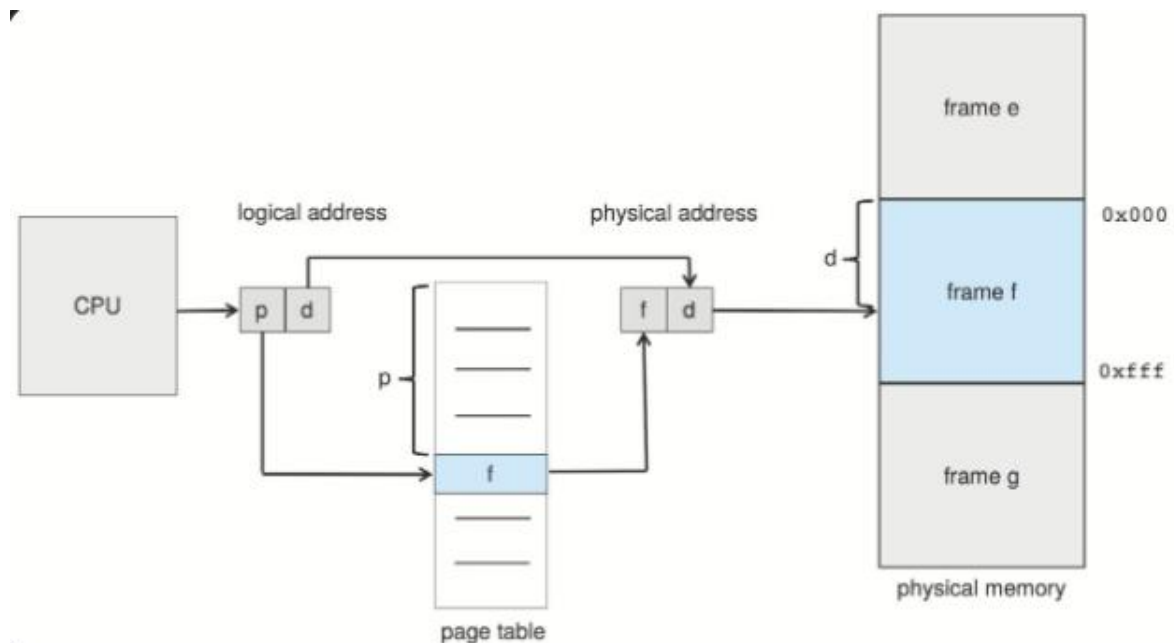 frame e
logical address
physical address
0x000
d
CPU
p d
f d
frame f
p
0xfff
f
frame g
physical memory
page table